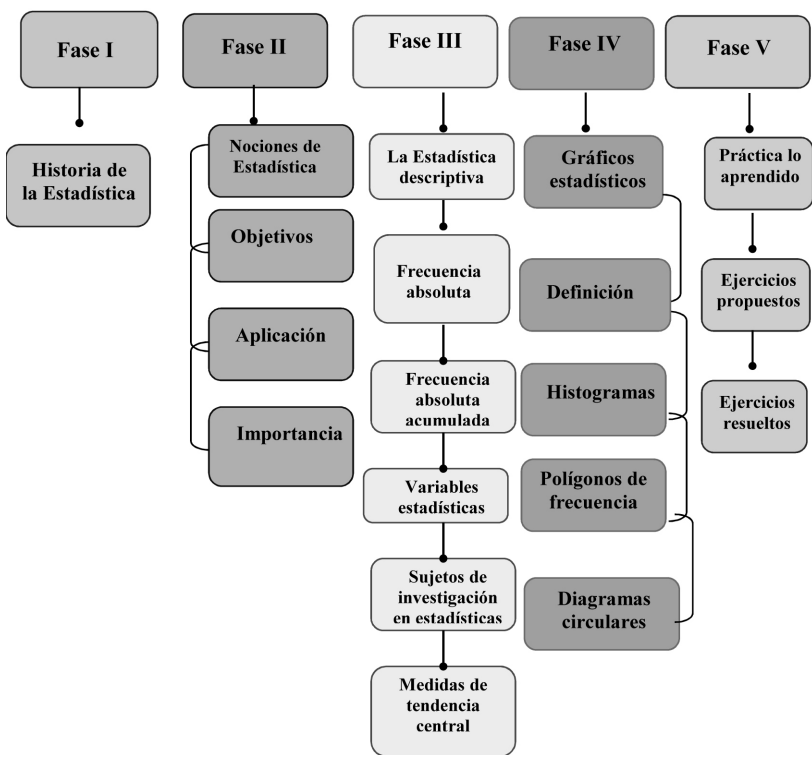 Fase I
Historia de
la Estadística
Fase II
Nociones de
Estadística
Objetivos
Aplicación
Importancia
Fase III
La Estadística
descriptiva
Frecuencia
absoluta
Frecuencia
absoluta
acumulada
Variables
estadísticas
Sujetos de
investigación
en estadísticas
Medidas de
tendencia
central
Fase IV
Gráficos
estadísticos
Definición
Histogramas
Polígonos de
frecuencia
Diagramas
circulares
Fase V
Práctica lo
aprendido
Ejercicios
propuestos
Ejercicios
resueltos